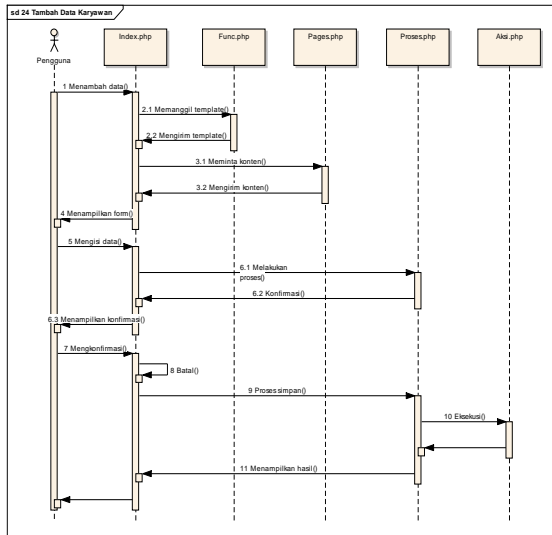 sd 24 Tambah Data Karyawan
Pengguna
Index.php
Func.php
Pages.php
Proses.php
Aksi.php
1 Menambah data()
2.1 Memanggil template()
2.2 Mengirim template()
3.1 Meminta konten()
3.2 Mengirim konten()
4 Menampilkan form()
5 Mengisi data()
6.1 Melakukan
proses()
6.2 Konfirmasi()
6.3 Menampilkan konfirmasi()
7 Mengkonfirmasi()
8 Batal()
9 Proses simpan()
10 Eksekusi()
11 Menampilkan hasil()